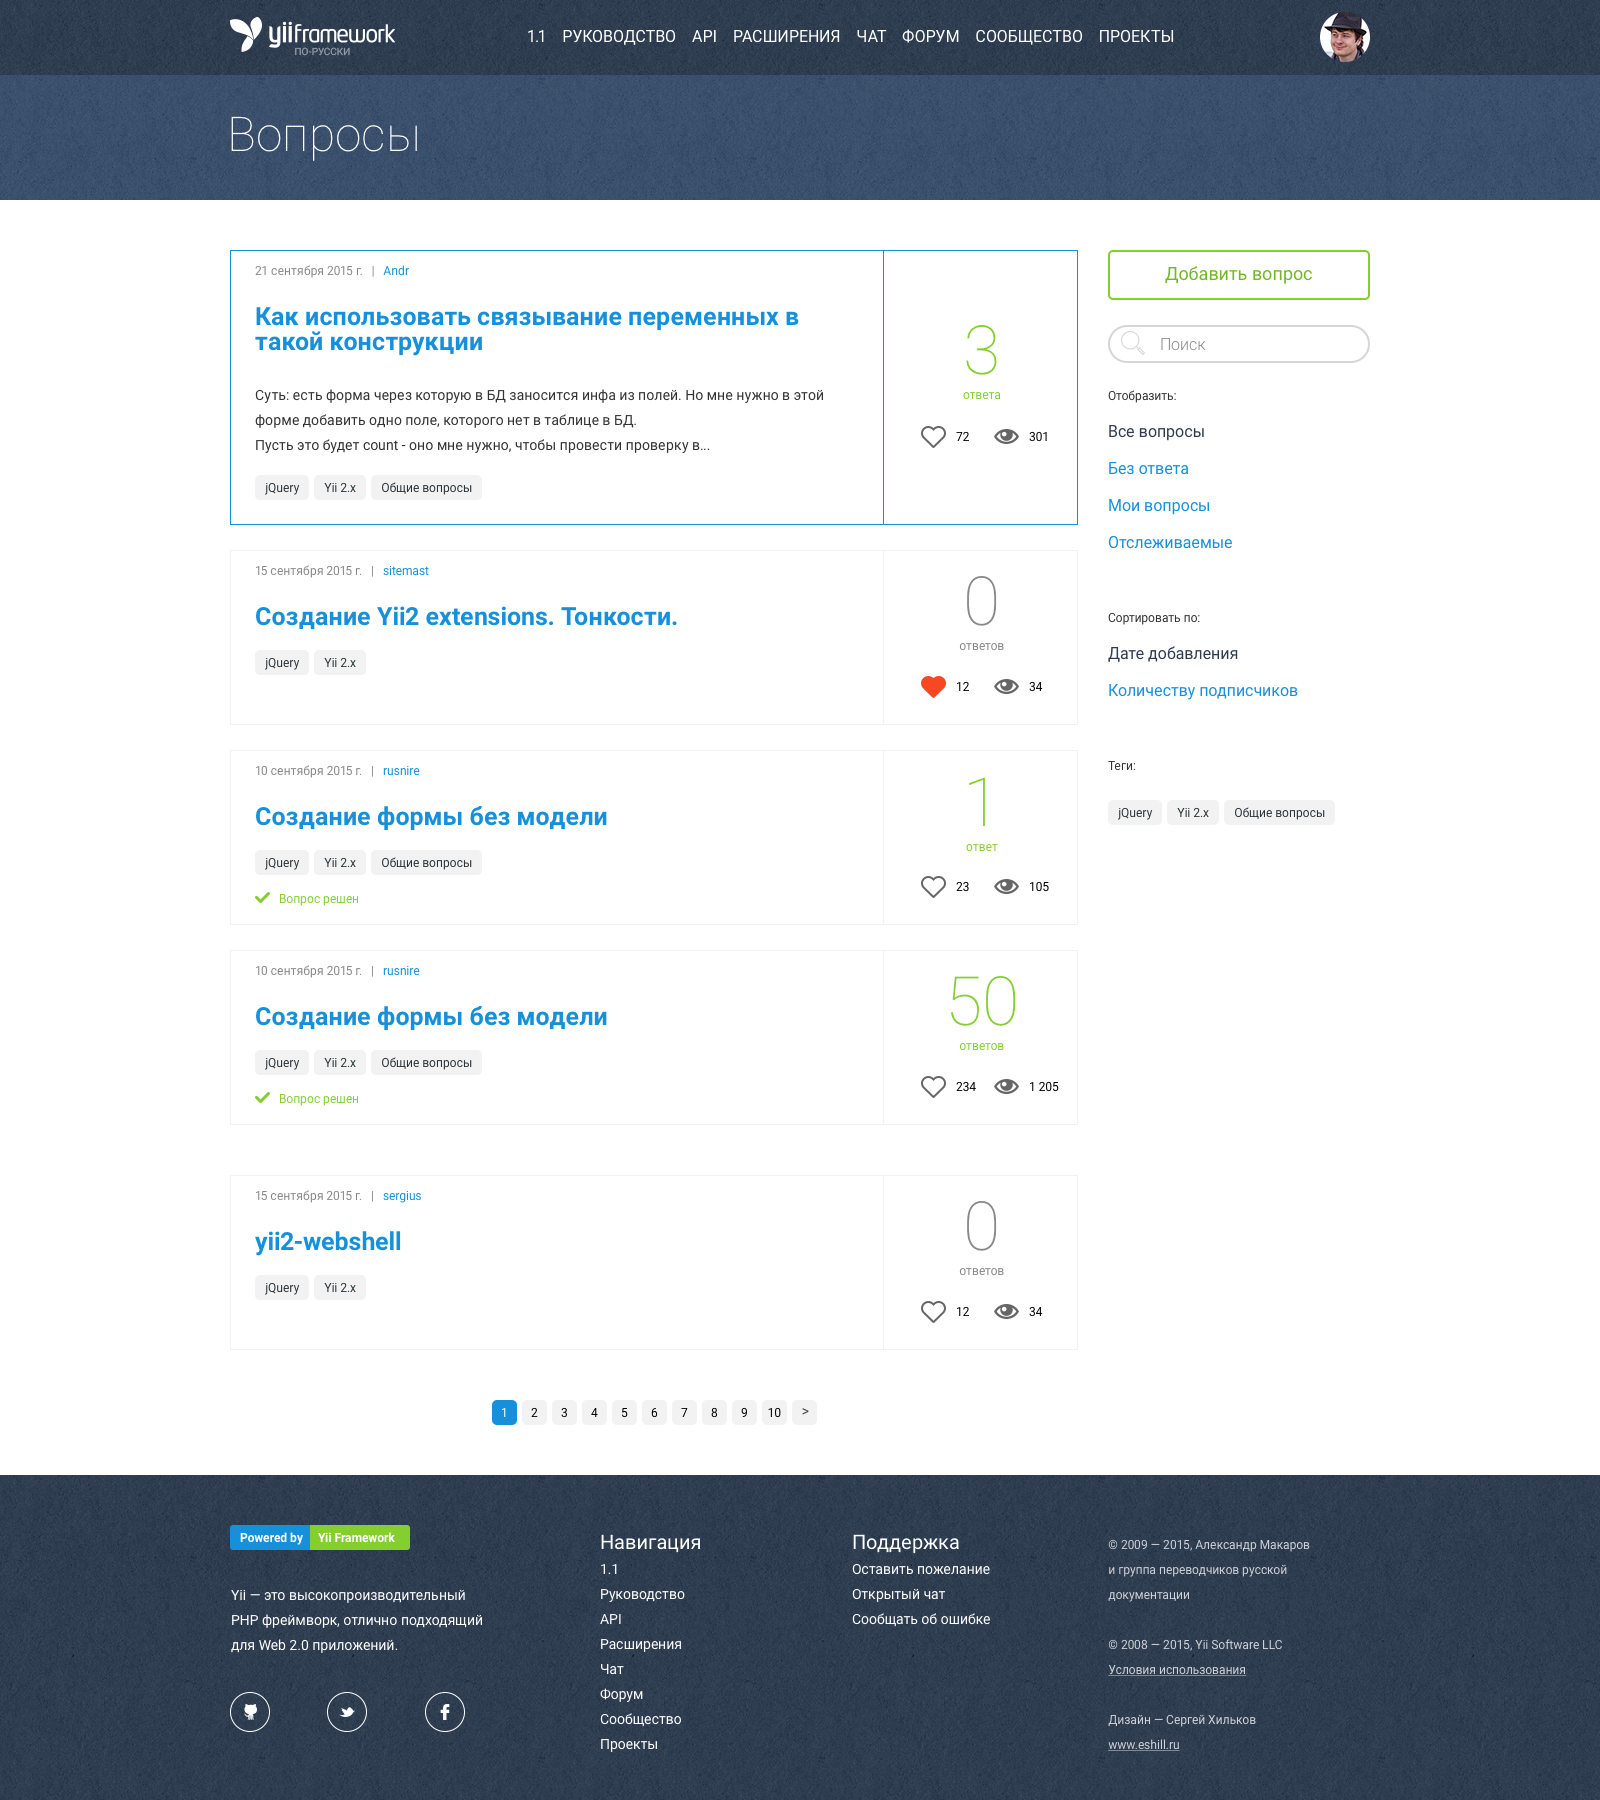 yiiframework
ПО-РУССКИ
1.1 РУКОВОДСТВО API РАСШИРЕНИЯ ЧАТ ФОРУМ СООБЩЕСТВО ПРОЕКТЫ
Вопросы
21 сентября 2015 г. | Andr
Как использовать связывание переменных в
такой конструкции
Суть: есть форма через которую в БД заносится инфа из полей. Но мне нужно в этой
форме добавить одно поле, которого нет в таблице в БД.
Пусть это будет count - оно мне нужно, чтобы провести проверку в...
jQuery Yii 2.x Общие вопросы
3
ответа
72 301
15 сентября 2015 г. | sitemast
Создание Yii2 extensions. Тонкости.
jQuery Yii 2.x
0
ответов
12 34
10 сентября 2015 г. | rusnire
Создание формы без модели
jQuery Yii 2.x Общие вопросы
Вопрос решен
1
ответ
23 105
10 сентября 2015 г. | rusnire
Создание формы без модели
jQuery Yii 2.x Общие вопросы
Вопрос решен
50
ответов
234 1 205
15 сентября 2015 г. | sergius
yii2-webshell
jQuery Yii 2.x
0
ответов
12 34
1 2 3 4 5 6 7 8 9 10 >
Добавить вопрос
Поиск
Отобразить:
Все вопросы
Без ответа
Мои вопросы
Отслеживаемые
Сортировать по:
Дате добавления
Количеству подписчиков
Теги:
jQuery Yii 2.x Общие вопросы
Powered by Yii Framework
Yii — это высокопроизводительный
PHP фреймворк, отлично подходящий
для Web 2.0 приложений.
Навигация
1.1
Руководство
API
Расширения
Чат
Форум
Сообщество
Проекты
Поддержка
Оставить пожелание
Открытый чат
Сообщать об ошибке
© 2009 — 2015, Александр Макаров
и группа переводчиков русской
документации
© 2008 — 2015, Yii Software LLC
Условия использования
Дизайн — Сергей Хильков
www.eshill.ru